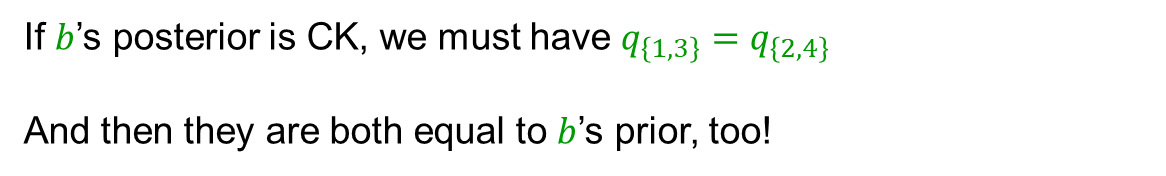 If b’s posterior is CK, we must have q{1,3} = q{2,4}
And then they are both equal to b’s prior, too!